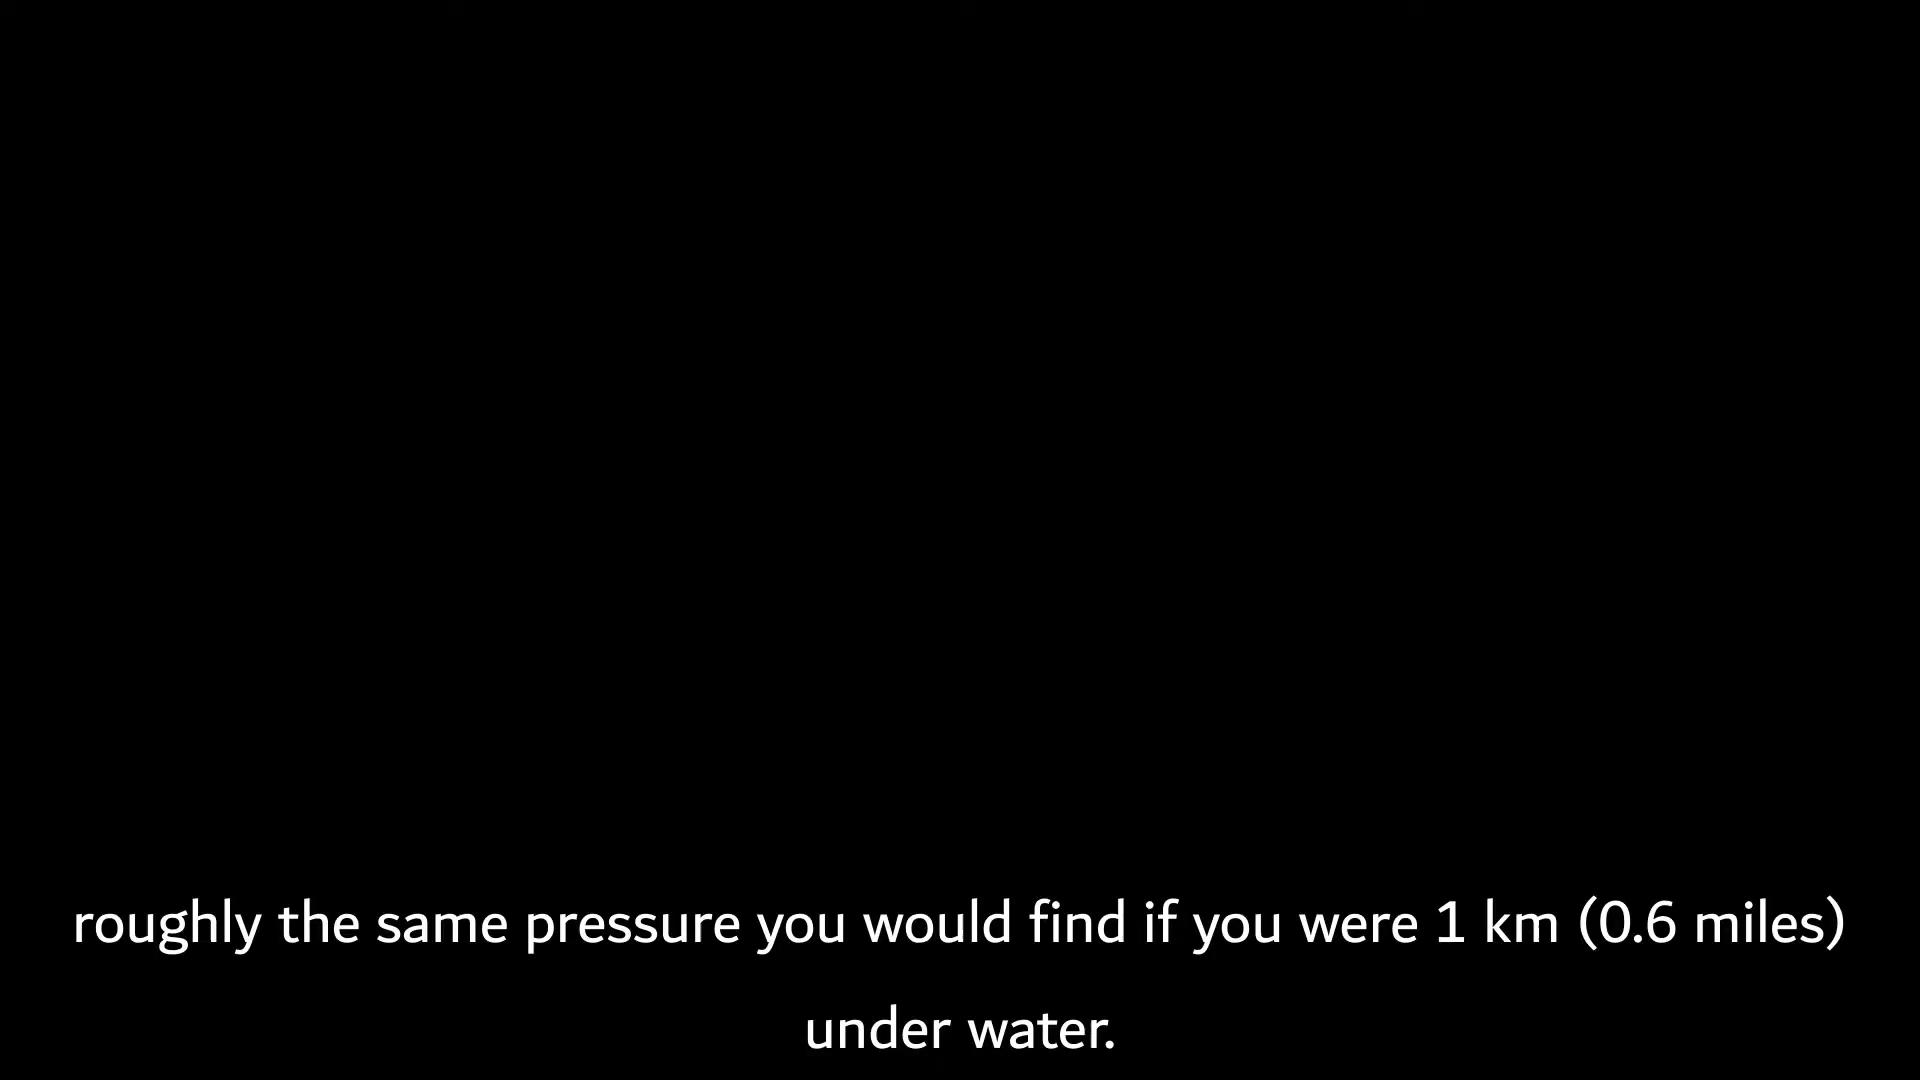 roughly the same pressure you would find if you were 1 km (0.6 miles)
under water.